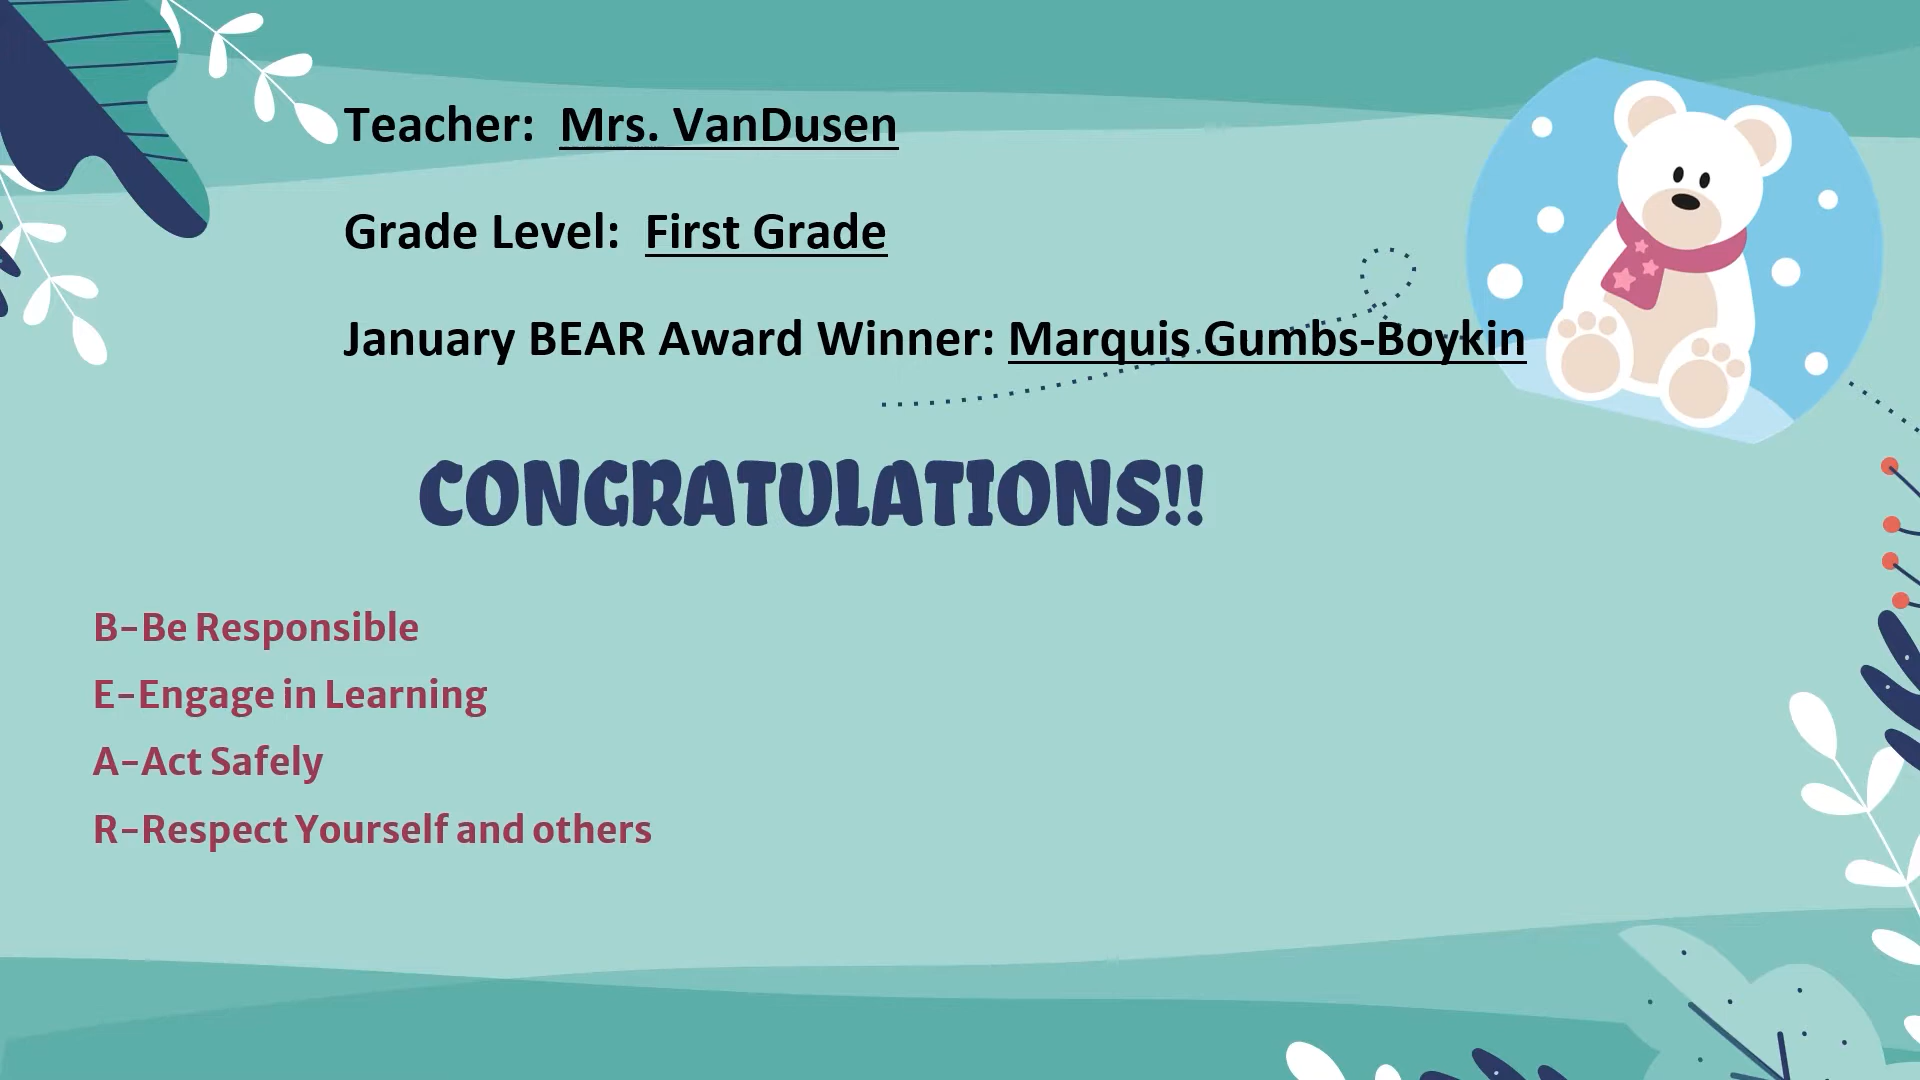 Teacher: Mrs. VanDusen
Grade Level: First Grade
January BEAR Award Winner: Marquis Gumbs-Boykin
CONGRATULATIONS!!
B-Be Responsible
E-Engage in Learning
A-Act Safely
R-Respect Yourself and others